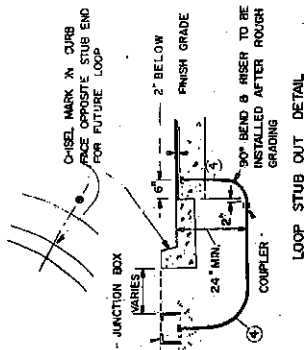 CHISEL MARK IN CURB
FACE OPPOSITE STUB END
FOR FUTURE LOOP
JUNCTION BOX
VARIES
2" BELOW
FINISH GRADE
6"
4
24" MIN.
2"
COUPLER
4
90° BEND & RISER TO BE
INSTALLED AFTER ROUGH
GRADING
LOOP STUB OUT DETAIL